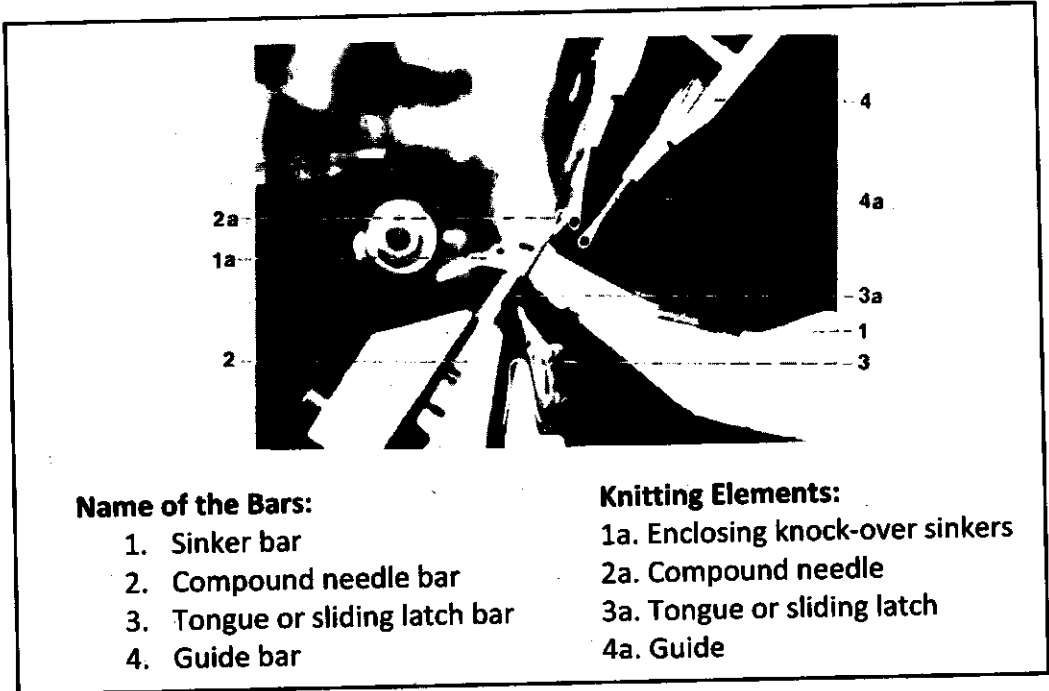 4
4a
2a
1a
3a
1
2
3
Name of the Bars:
1. Sinker bar
2. Compound needle bar
3. Tongue or sliding latch bar
4. Guide bar
Knitting Elements:
1a. Enclosing knock-over sinkers
2a. Compound needle
3a. Tongue or sliding latch
4a. Guide